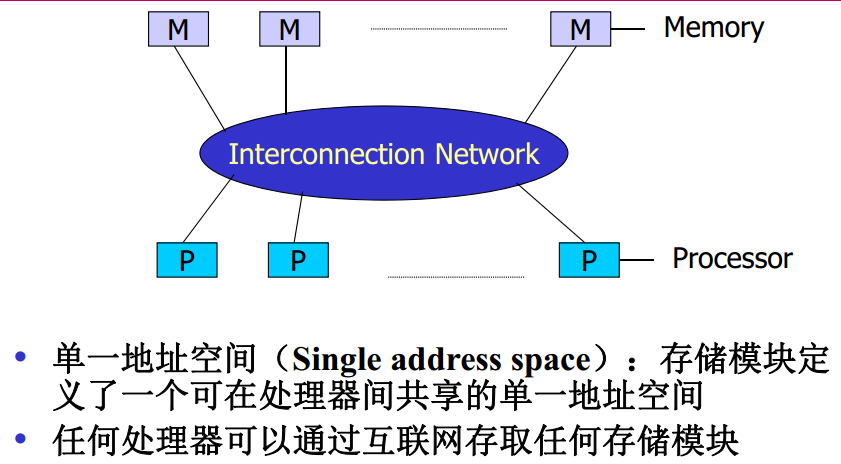 M M M Memory
Interconnection Network
P P P Processor
• 单一地址空间（Single address space）：存储模块定
义了一个可在处理器间共享的单一地址空间
• 任何处理器可以通过互联网存取任何存储模块